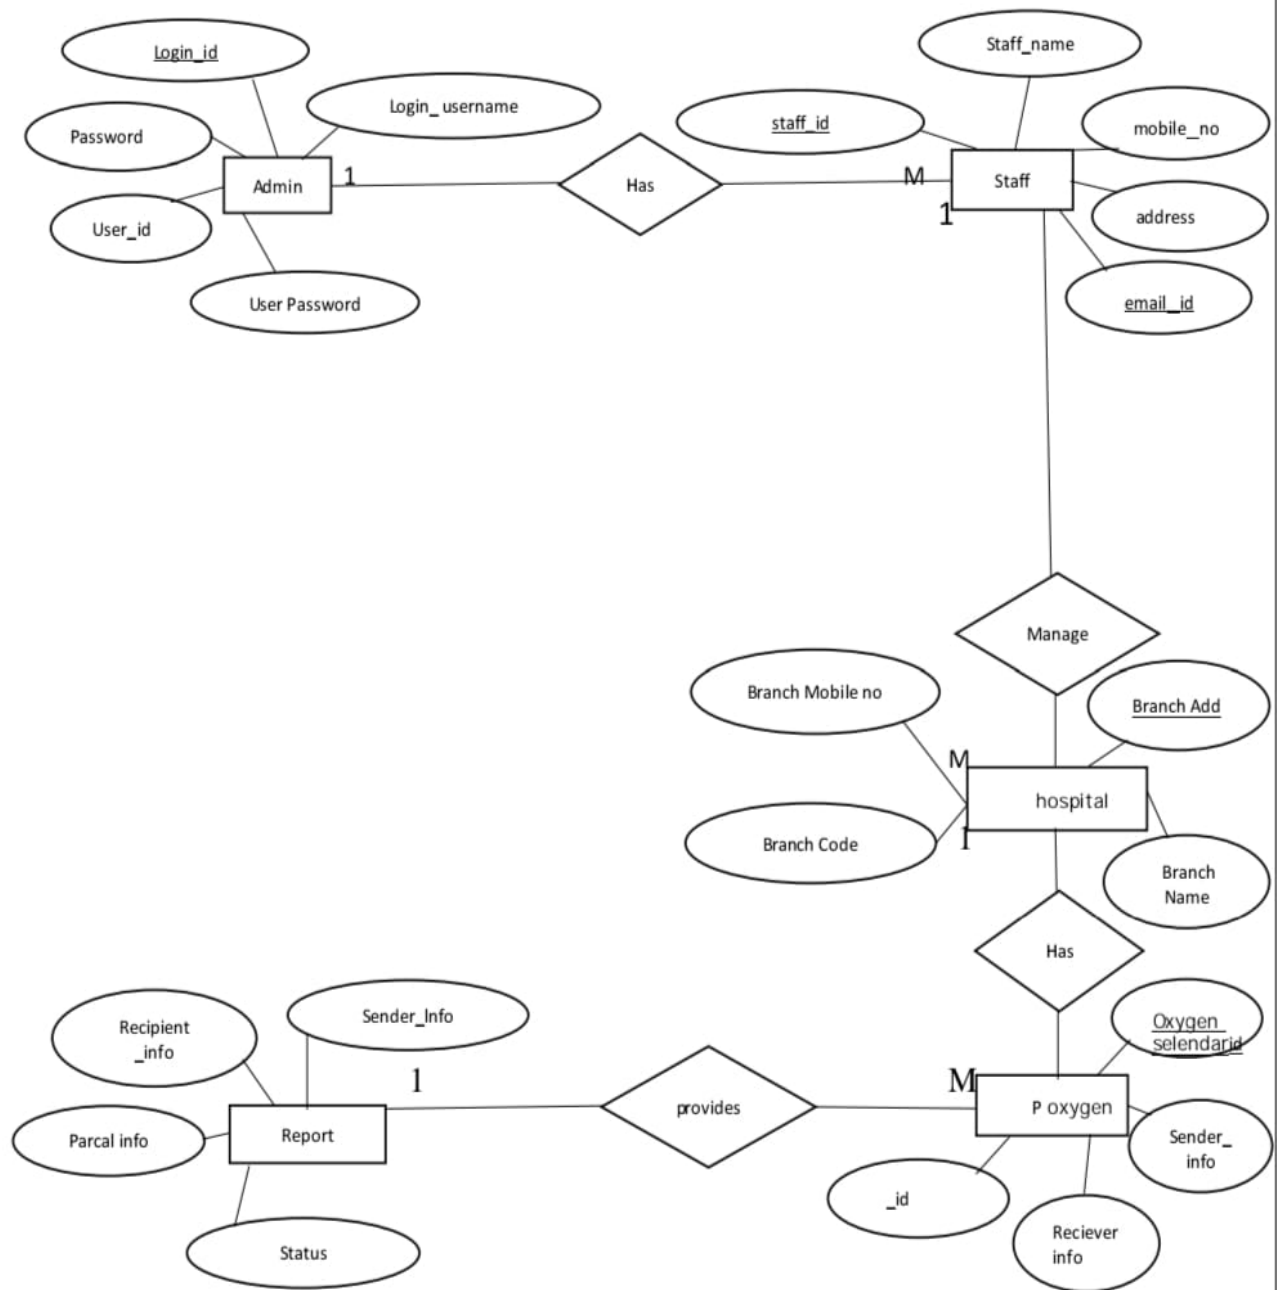 Login_id
Staff_name
Login_ username
staff_id
mobile_no
Password
Admin
1
Has
M
Staff
1
address
User_id
User Password
email_id
Manage
Branch Mobile no
Branch Add
M
hospital
Branch Code
1
Branch
Name
Has
Sender_Info
Recipient
_info
Oxygen
selendarid
1
M
provides
P oxygen
Report
Parcal info
Sender_
info
_id
Reciever
info
Status